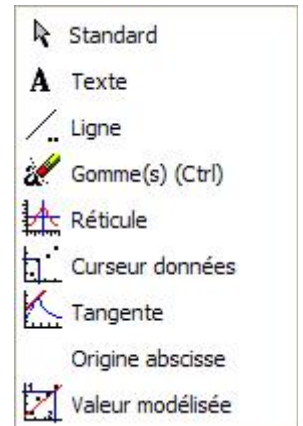 Standard
A Texte
Ligne
Gomme(s) (Ctrl)
Réticule
Curseur données
Tangente
Origine abscisse
Valeur modélisée